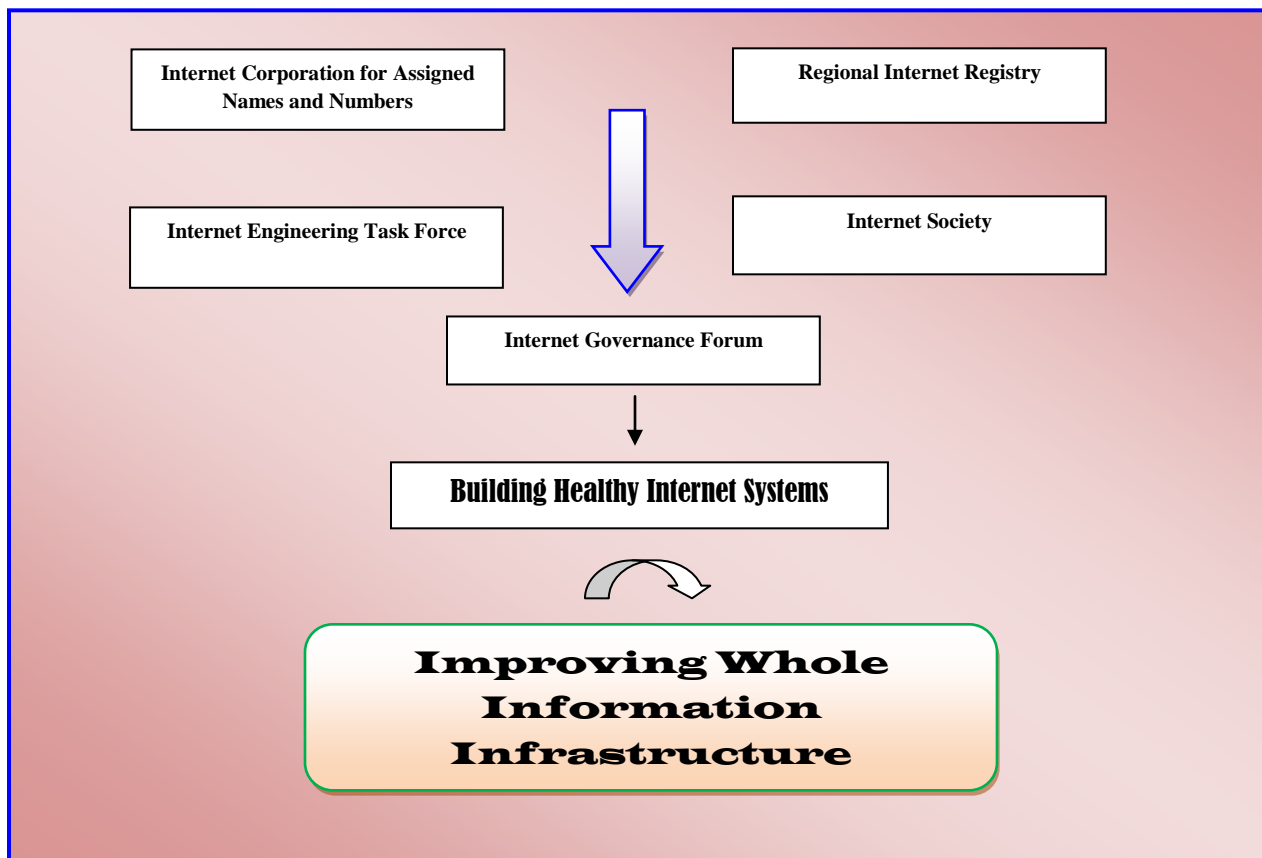 Internet Corporation for Assigned
Names and Numbers
Regional Internet Registry
Internet Engineering Task Force
Internet Society
Internet Governance Forum
Building Healthy Internet Systems
Improving Whole
Information
Infrastructure